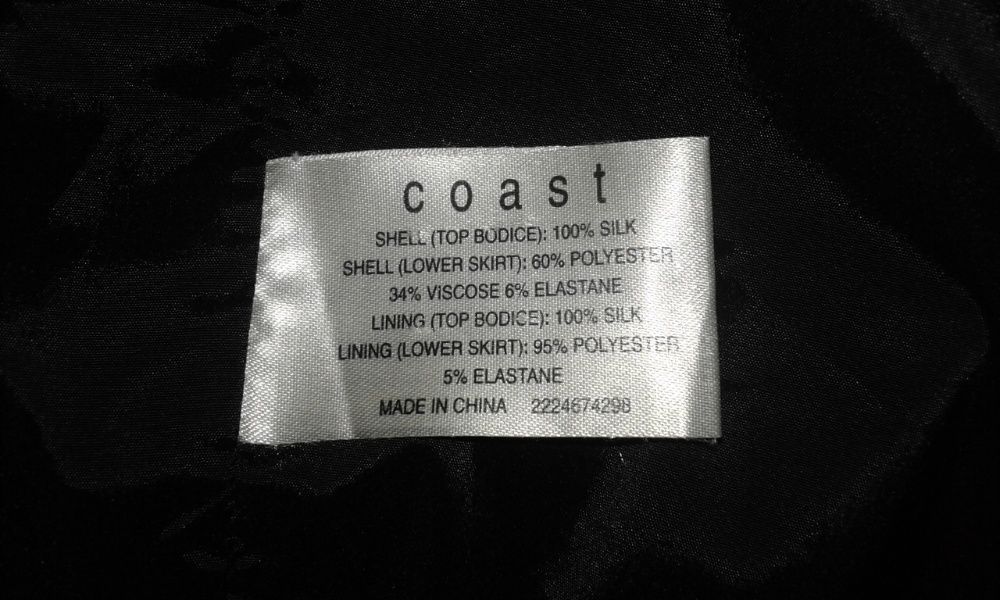 coast
SHELL (TOP BODICE): 100% SILK
SHELL (LOWER SKIRT): 60% POLYESTER
34% VISCOSE 6% ELASTANE
LINING (TOP BODICE): 100% SILK
LINING (LOWER SKIRT): 95% POLYESTER
5% ELASTANE
MADE IN CHINA 2224674298